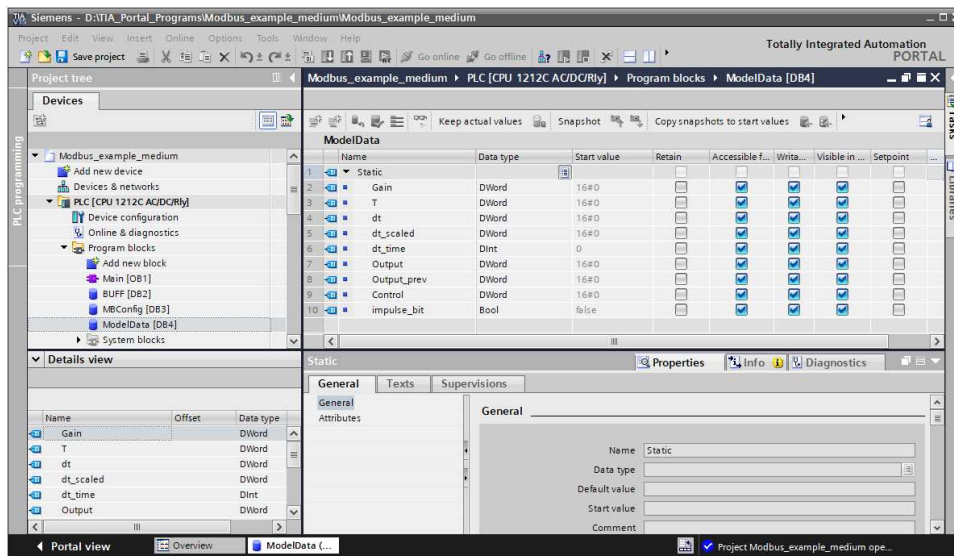 Siemens - D:\TIA_Portal_Programs\Modbus_example_medium\Modbus_example_medium
Project Edit View Insert Online Options Tools Window Help
Totally Integrated Automation
PORTAL
Save project Go online Go offline
Project tree
Modbus_example_medium PLC [CPU 1212C AC/DC/Rly] Program blocks ModelData [DB4]
Devices
Keep actual values Snapshot Copy snapshots to start values
PLC programming
Tasks
Libraries
Modbus_example_medium
Add new device
Devices & networks
PLC [CPU 1212C AC/DC/Rly]
Device configuration
Online & diagnostics
Program blocks
Add new block
Main [OB1]
BUFF [DB2]
MBConfig [DB3]
ModelData [DB4]
System blocks
ModelData
Name Data type Start value Retain Accessible f... Writa... Visible in ... Setpoint ...
1 Static
2 Gain DWord 16#0
3 T DWord 16#0
4 dt DWord 16#0
5 dt_scaled DWord 16#0
6 dt_time DInt 0
7 Output DWord 16#0
8 Output_prev DWord 16#0
9 Control DWord 16#0
10 impulse_bit Bool false
Details view
Name Offset Data type
Gain DWord
T DWord
dt DWord
dt_scaled DWord
dt_time DInt
Output DWord
Static
Properties Info Diagnostics
General Texts Supervisions
General
Attributes
General
Name Static
Data type
Default value
Start value
Comment
Portal view Overview ModelData (... Project Modbus_example_medium ope...